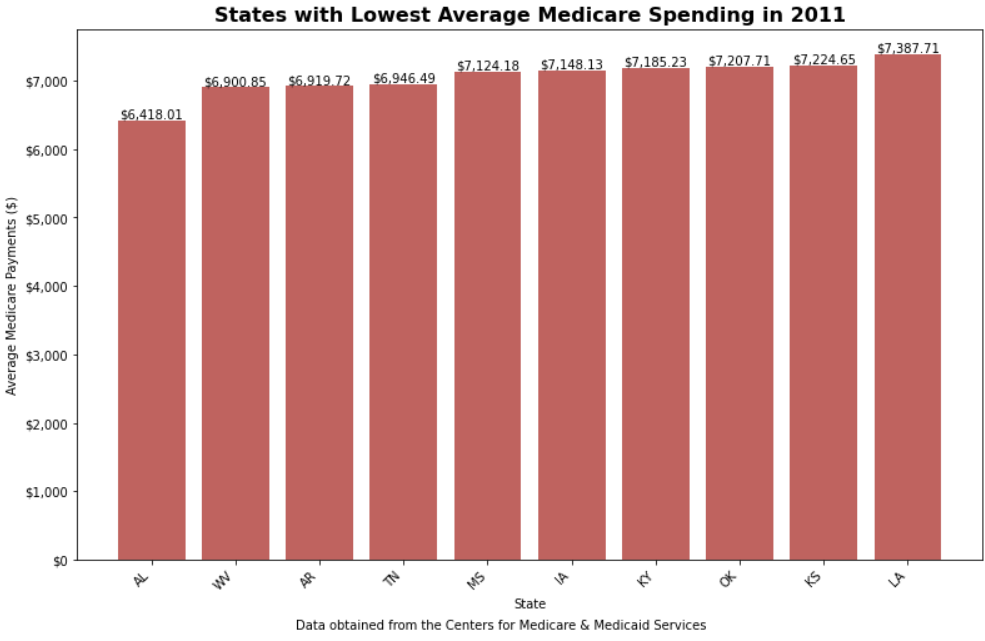 States with Lowest Average Medicare Spending in 2011
Average Medicare Payments ($)
$7,000
$6,000
$5,000
$4,000
$3,000
$2,000
$1,000
$0
$6,418.01
$6,900.85
$6,919.72
$6,946.49
$7,124.18
$7,148.13
$7,185.23
$7,207.71
$7,224.65
$7,387.71
AL
WV
AR
TN
MS
IA
KY
OK
KS
LA
State
Data obtained from the Centers for Medicare & Medicaid Services